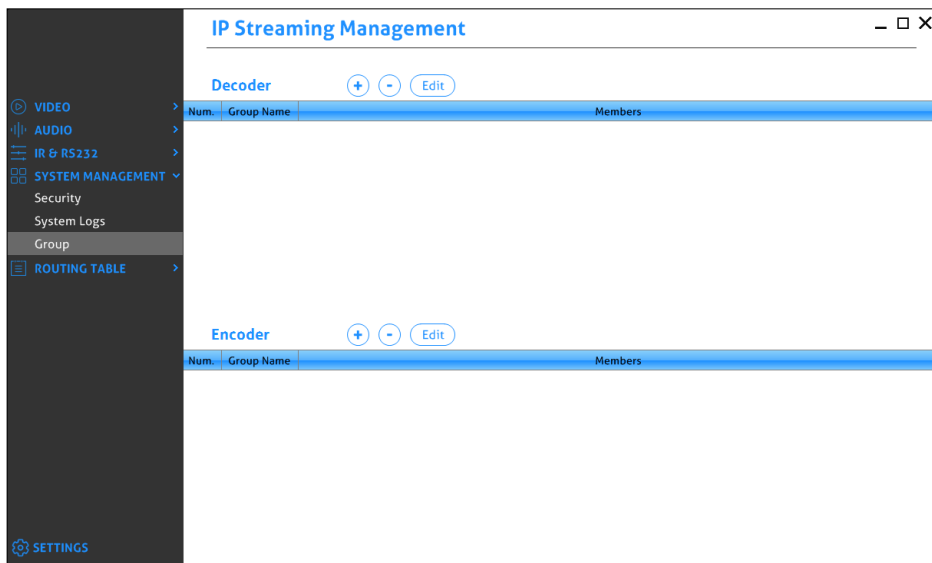 IP Streaming Management
VIDEO
AUDIO
IR & RS232
SYSTEM MANAGEMENT
Security
System Logs
Group
ROUTING TABLE
SETTINGS
Decoder + - Edit
Num. Group Name Members
Encoder + - Edit
Num. Group Name Members